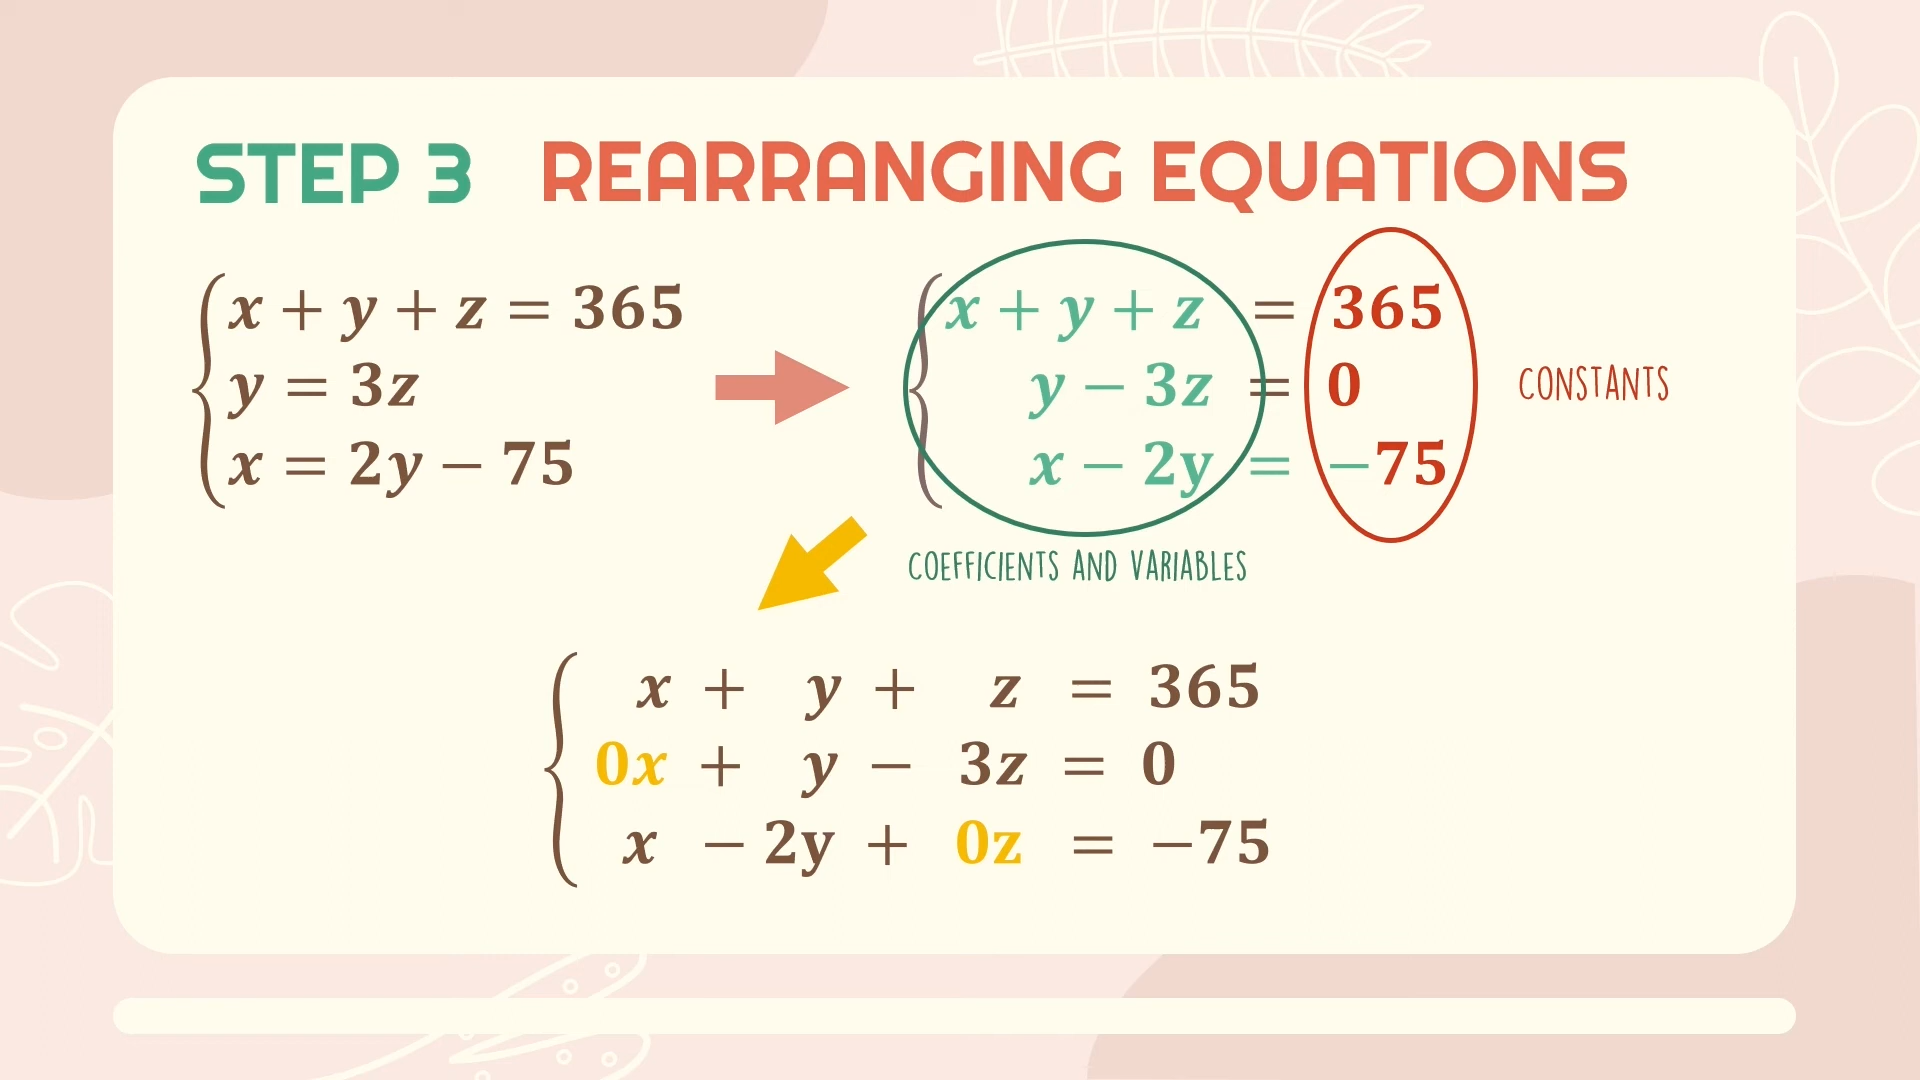 STEP 3 REARRANGING EQUATIONS
x + y + z = 365
y = 3z
x = 2y − 75
x + y + z = 365
y − 3z = 0
x − 2y = −75
CONSTANTS
COEFFICIENTS AND VARIABLES
x + y + z = 365
0x + y − 3z = 0
x − 2y + 0z = −75